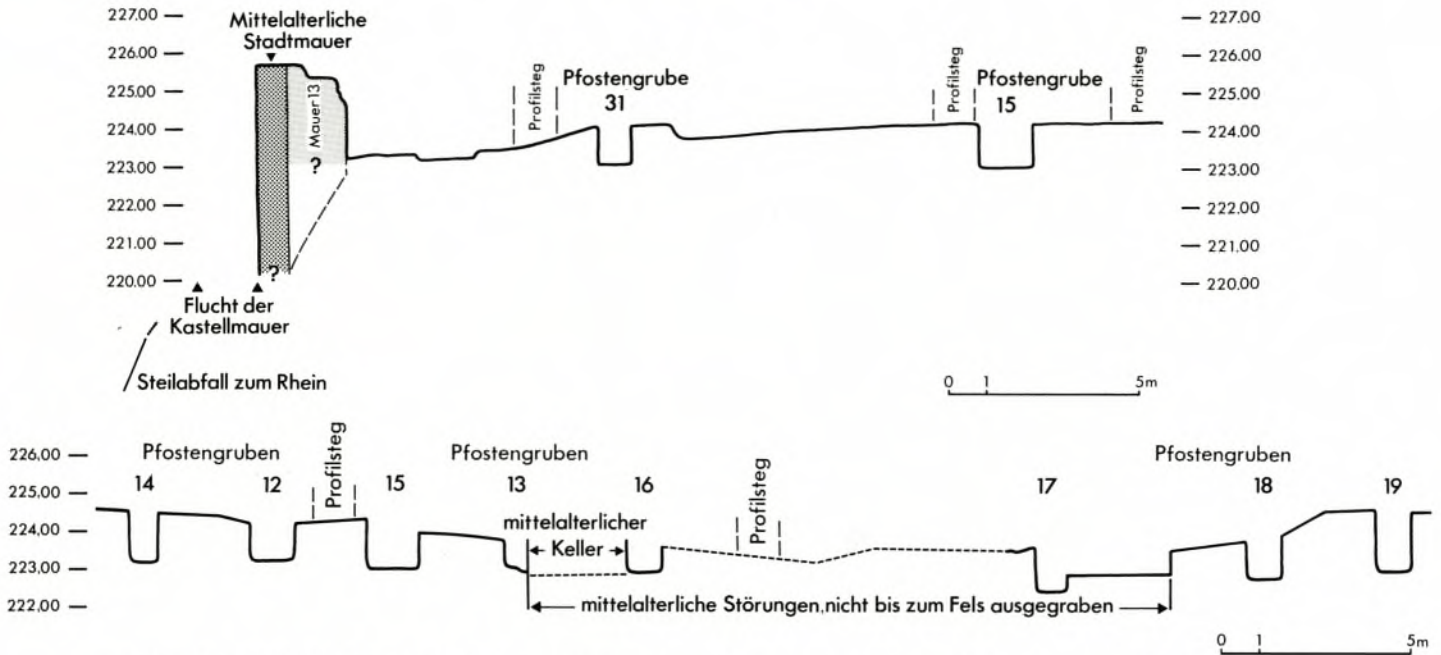 227.00
226.00
225.00
224.00
223.00
222.00
221.00
220.00
Mittelalterliche
Stadtmauer
Mauer 13
?
?
Flucht der
Kastellmauer
Steilabfall zum Rhein
Profilsteg
Pfostengrube
31
Profilsteg
Pfostengrube
15
Profilsteg
227.00
226.00
225.00
224.00
223.00
222.00
221.00
220.00
0 1 5m
226.00
225.00
224.00
223.00
222.00
Pfostengruben
14 12
Profilsteg
Pfostengruben
15 13 16
mittelalterlicher
Keller
Profilsteg
Pfostengruben
17 18 19
mittelalterliche Störungen, nicht bis zum Fels ausgegraben
0 1 5m